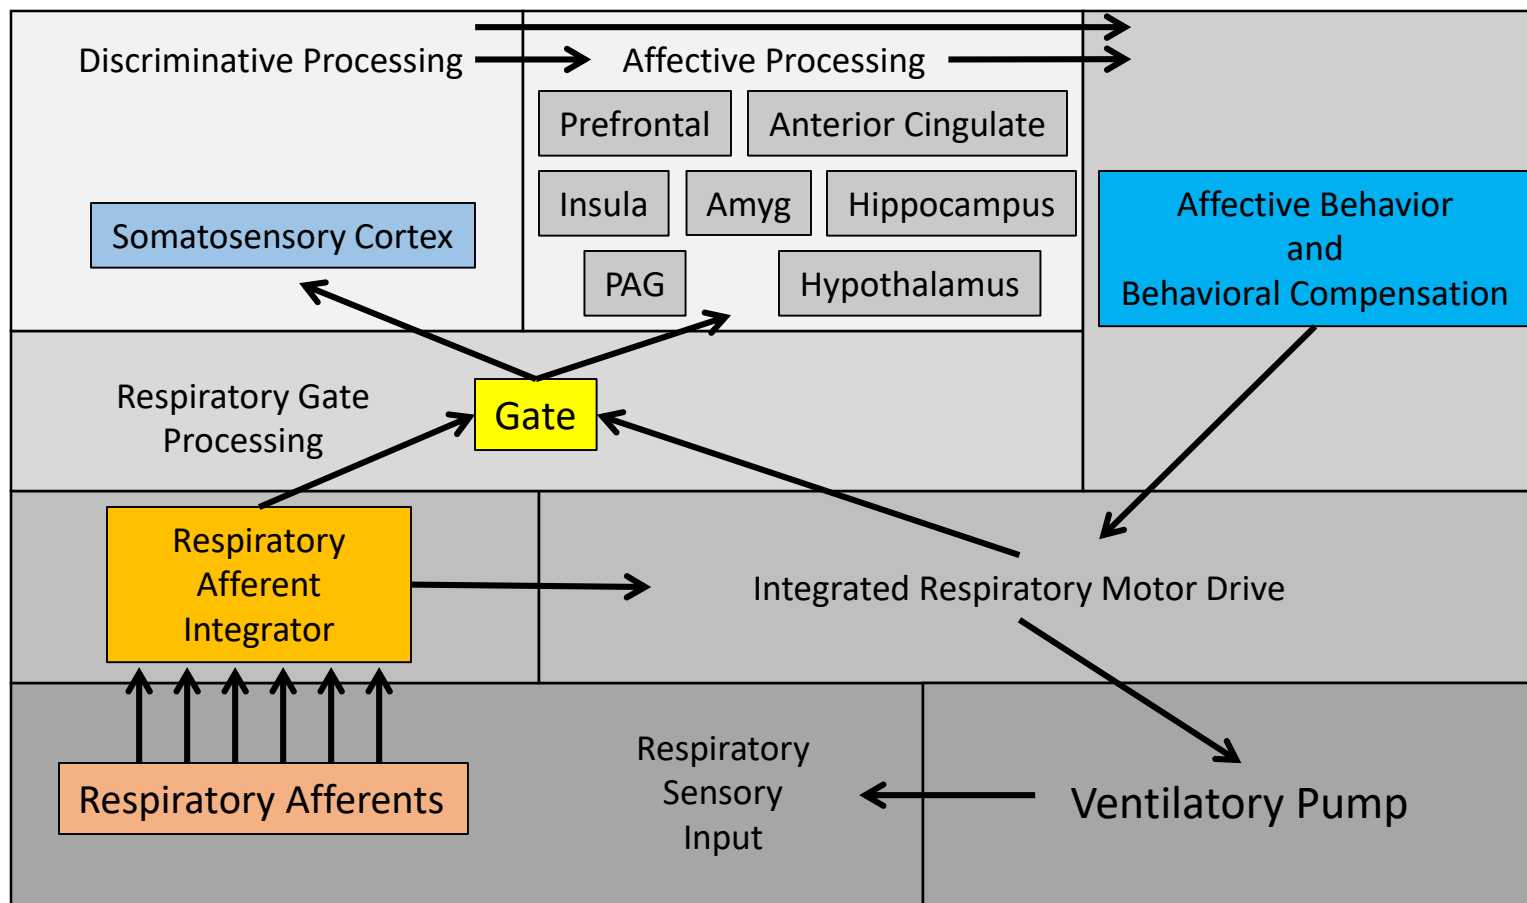 Discriminative Processing
Affective Processing
Prefrontal
Anterior Cingulate
Insula
Amyg
Hippocampus
PAG
Hypothalamus
Somatosensory Cortex
Affective Behavior
and
Behavioral Compensation
Respiratory Gate
Processing
Gate
Respiratory
Afferent
Integrator
Integrated Respiratory Motor Drive
Respiratory Afferents
Respiratory
Sensory
Input
Ventilatory Pump